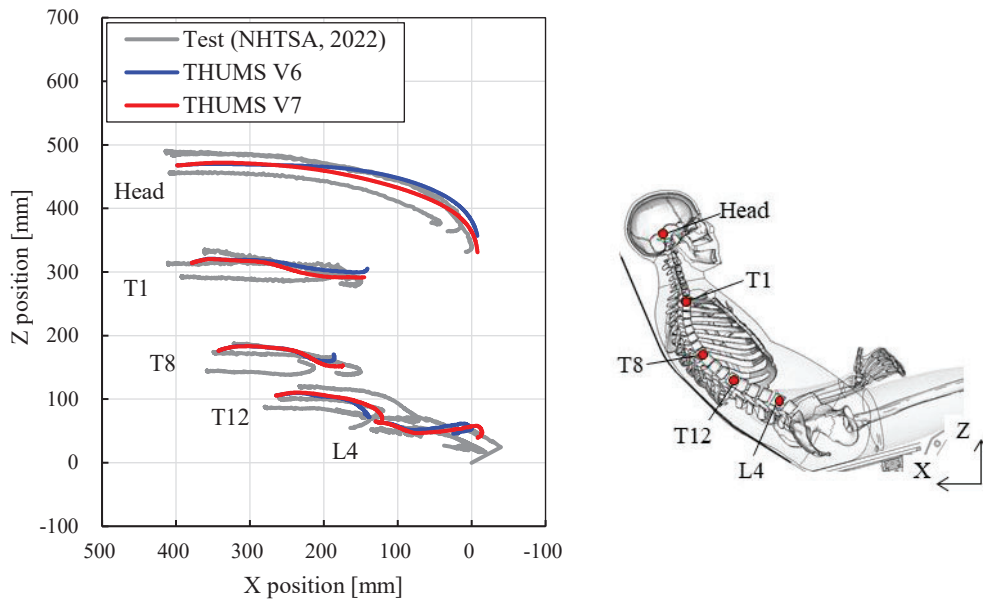 700
600
500
400
300
200
100
0
-100
Z position [mm]
Test (NHTSA, 2022)
THUMS V6
THUMS V7
Head
T1
T8
T12
L4
500
400
300
200
100
0
-100
X position [mm]
Head
T1
T8
T12
L4
Z
X